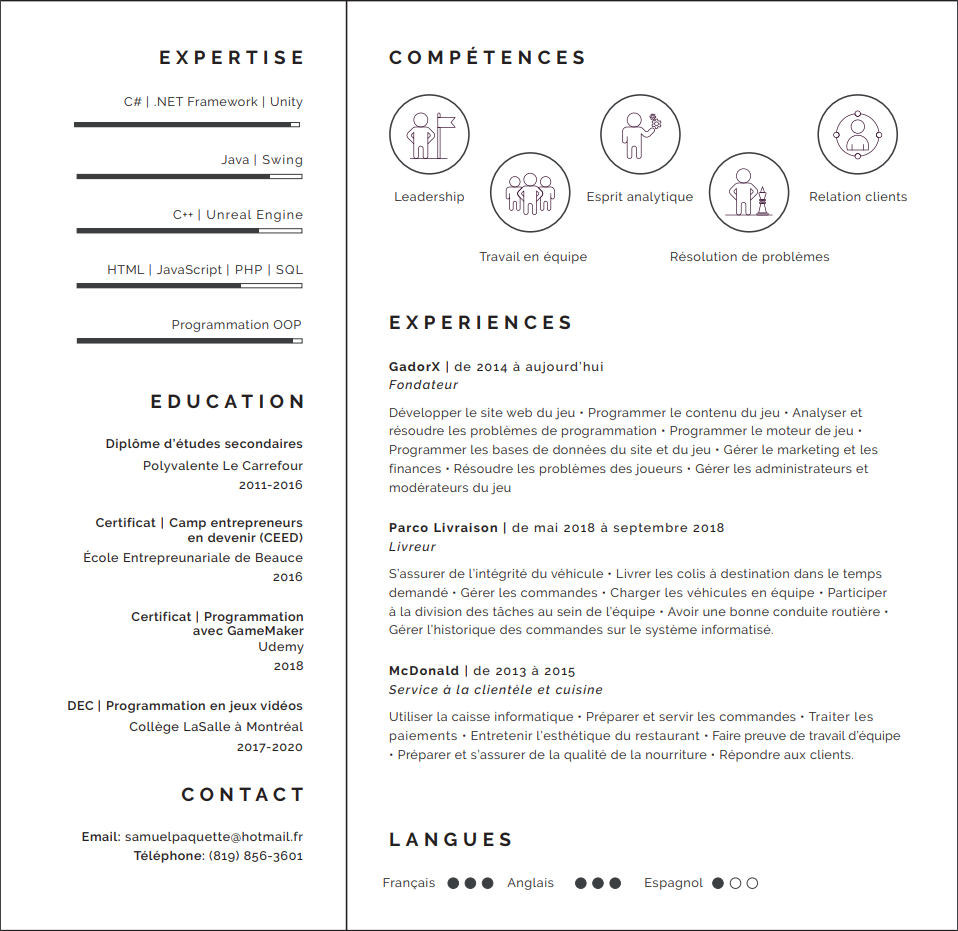 EXPERTISE
C# | .NET Framework | Unity
Java | Swing
C++ | Unreal Engine
HTML | JavaScript | PHP | SQL
Programmation OOP
EDUCATION
Diplôme d'études secondaires
Polyvalente Le Carrefour
2011-2016
Certificat | Camp entrepreneurs
en devenir (CEED)
École Entrepreunariale de Beauce
2016
Certificat | Programmation
avec GameMaker
Udemy
2018
DEC | Programmation en jeux vidéos
Collège LaSalle à Montréal
2017-2020
CONTACT
Email: samuelpaquette@hotmail.fr
Téléphone: (819) 856-3601
COMPÉTENCES
Leadership
Travail en équipe
Esprit analytique
Résolution de problèmes
Relation clients
EXPERIENCES
GadorX | de 2014 à aujourd'hui
Fondateur
Développer le site web du jeu • Programmer le contenu du jeu • Analyser et
résoudre les problèmes de programmation • Programmer le moteur de jeu •
Programmer les bases de données du site et du jeu • Gérer le marketing et les
finances • Résoudre les problèmes des joueurs • Gérer les administrateurs et
modérateurs du jeu
Parco Livraison | de mai 2018 à septembre 2018
Livreur
S'assurer de l'intégrité du véhicule • Livrer les colis à destination dans le temps
demandé • Gérer les commandes • Charger les véhicules en équipe • Participer
à la division des tâches au sein de l'équipe • Avoir une bonne conduite routière •
Gérer l'historique des commandes sur le système informatisé.
McDonald | de 2013 à 2015
Service à la clientèle et cuisine
Utiliser la caisse informatique • Préparer et servir les commandes • Traiter les
paiements • Entretenir l'esthétique du restaurant • Faire preuve de travail d'équipe
• Préparer et s'assurer de la qualité de la nourriture • Répondre aux clients.
LANGUES
Français Anglais Espagnol